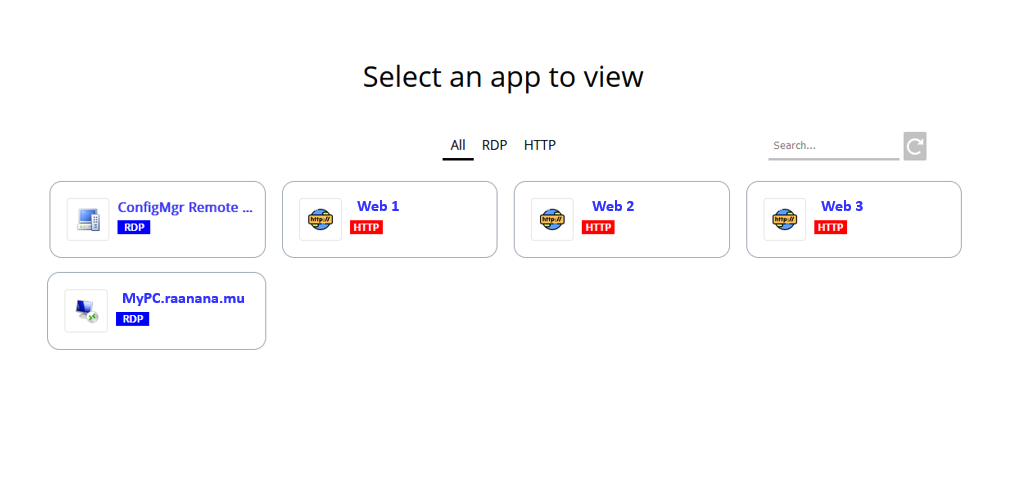 Select an app to view
All RDP HTTP Search...
ConfigMgr Remote ...
RDP
http://
Web 1
HTTP
http://
Web 2
HTTP
http://
Web 3
HTTP
MyPC.raanana.mu
RDP